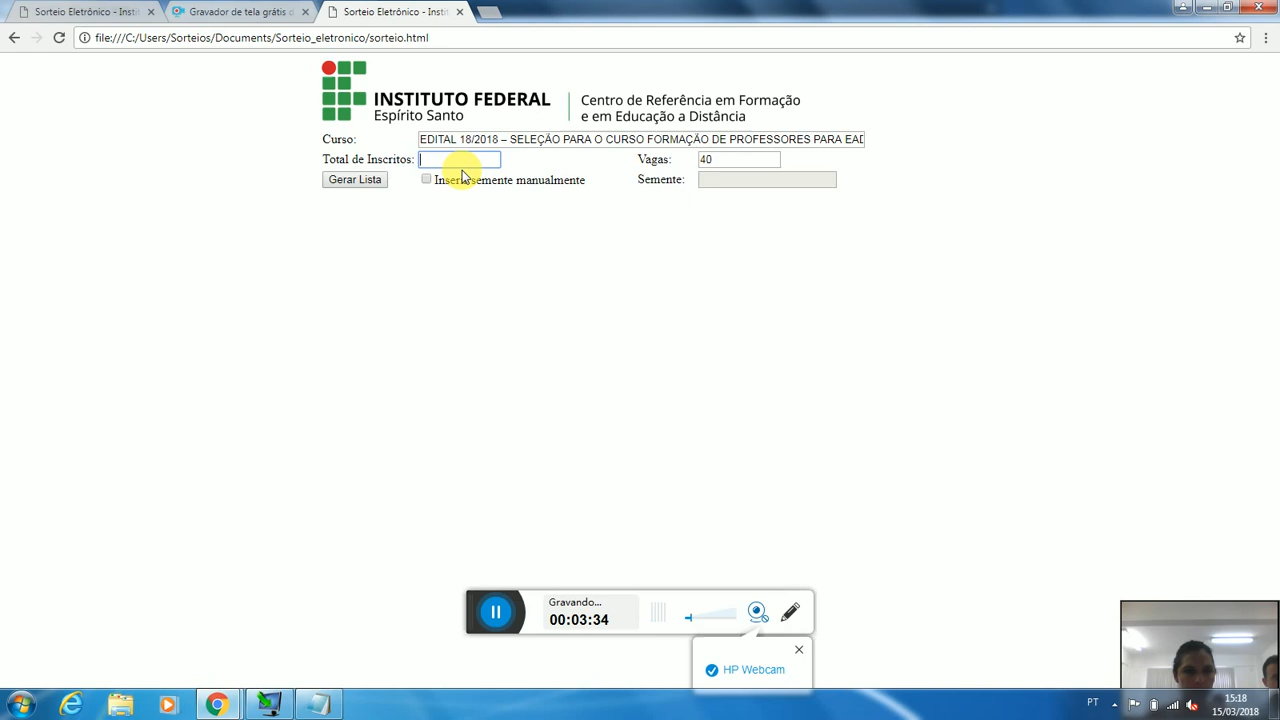 Sorteio Eletrônico - Insti
Gravador de tela grátis d
Sorteio Eletrônico - Insti
file:///C:/Users/Sorteios/Documents/Sorteio_eletronico/sorteio.html
INSTITUTO FEDERAL
Espírito Santo
Centro de Referência em Formação
e em Educação a Distância
Curso: EDITAL 18/2018 – SELEÇÃO PARA O CURSO FORMAÇÃO DE PROFESSORES PARA EAD
Total de Inscritos: Vagas: 40
Gerar Lista Inserir semente manualmente Semente:
Gravando...
00:03:34
HP Webcam
PT 15:18
15/03/2018